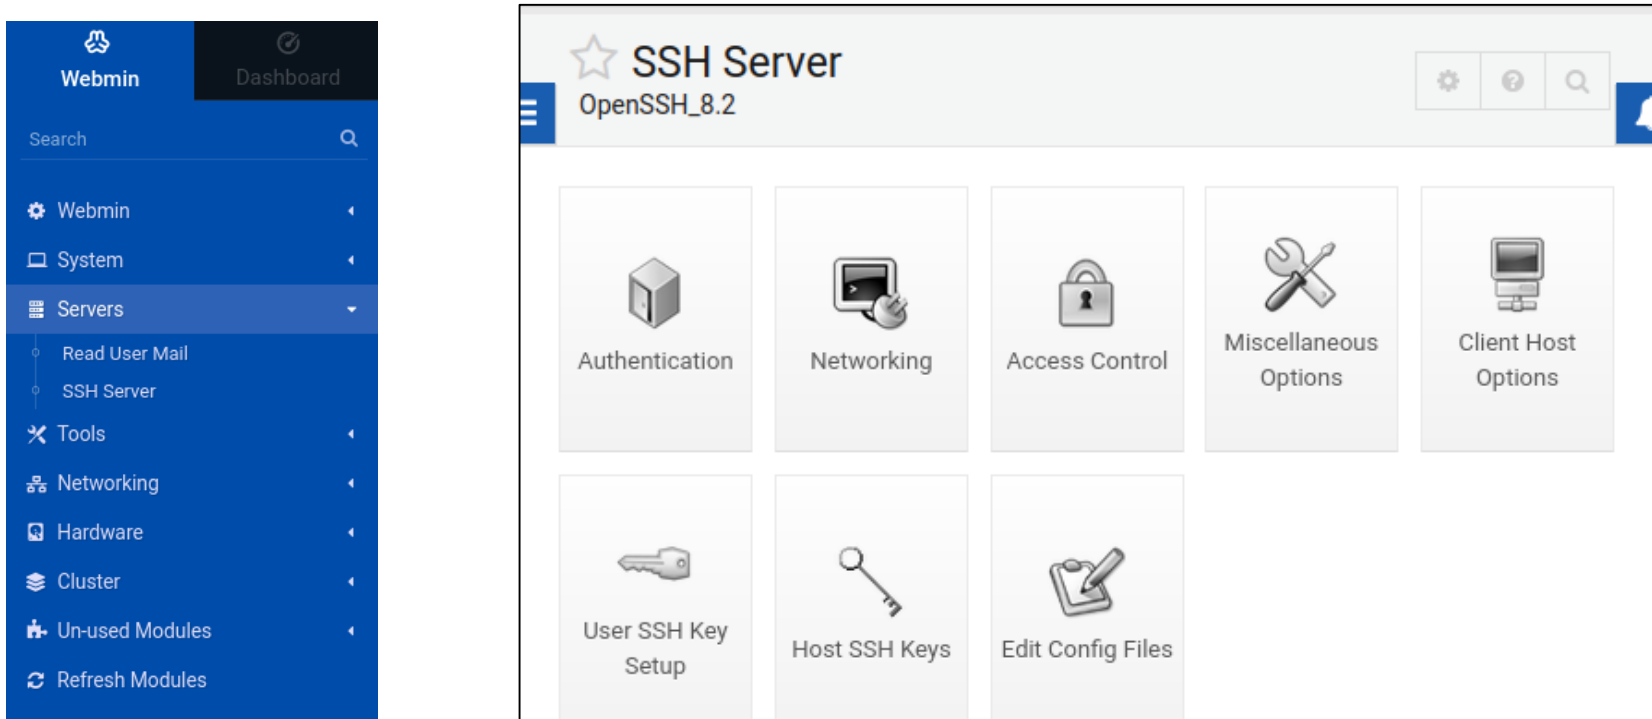 Webmin
Dashboard
Search
Webmin
System
Servers
Read User Mail
SSH Server
Tools
Networking
Hardware
Cluster
Un-used Modules
Refresh Modules
SSH Server
OpenSSH_8.2
Authentication
Networking
Access Control
Miscellaneous
Options
Client Host
Options
User SSH Key
Setup
Host SSH Keys
Edit Config Files